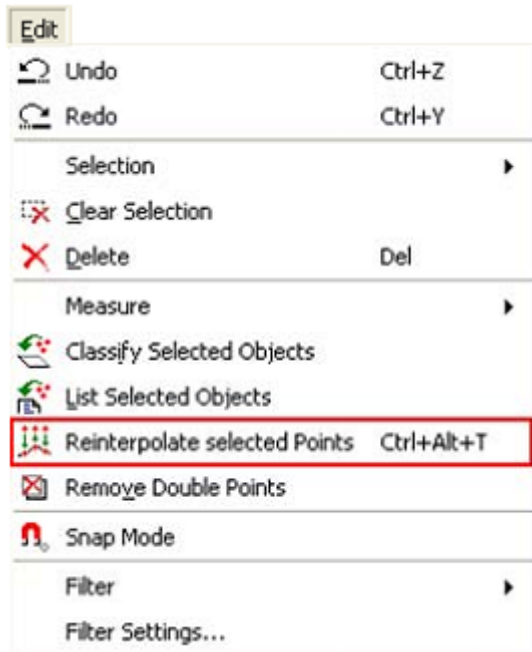 Edit
Undo Ctrl+Z
Redo Ctrl+Y
Selection
Clear Selection
Delete Del
Measure
Classify Selected Objects
List Selected Objects
Reinterpolate selected Points Ctrl+Alt+T
Remove Double Points
Snap Mode
Filter
Filter Settings...